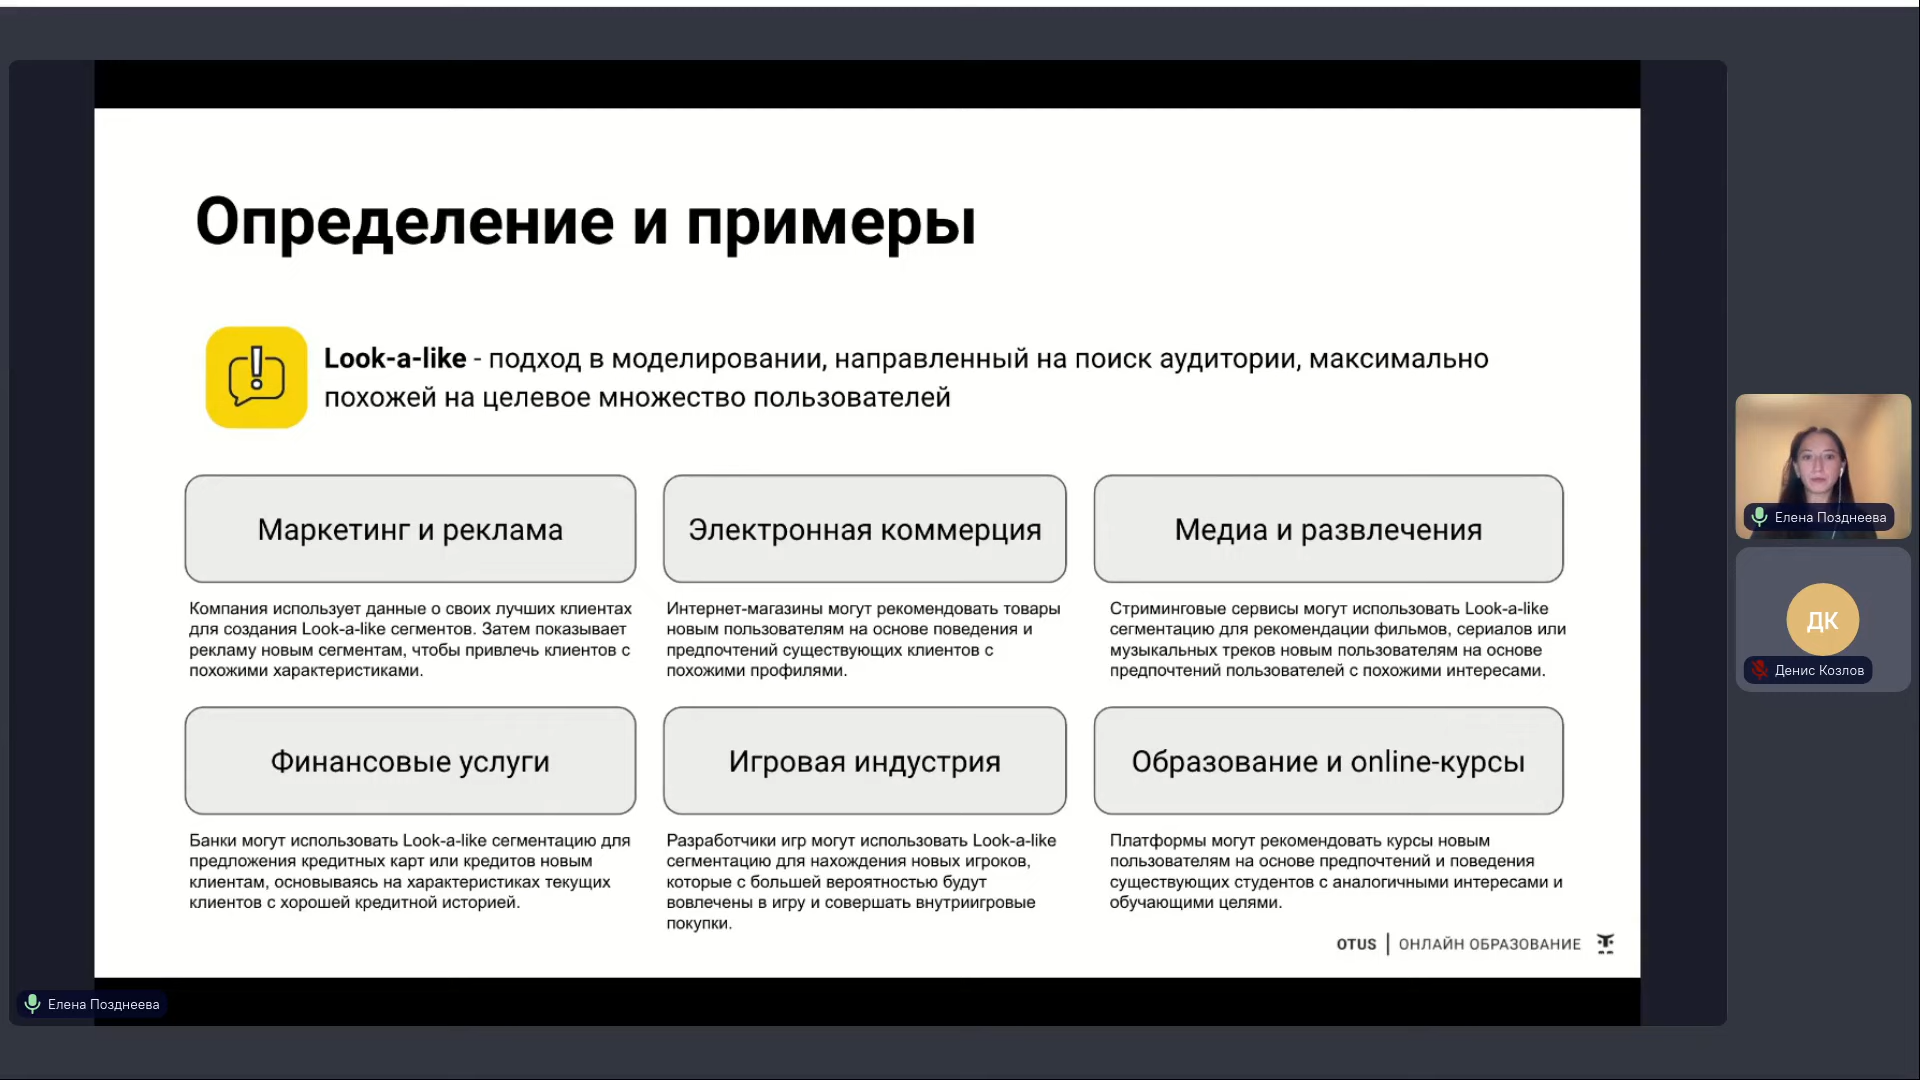 Определение и примеры
Look-a-like - подход в моделировании, направленный на поиск аудитории, максимально
похожей на целевое множество пользователей
Маркетинг и реклама
Компания использует данные о своих лучших клиентах
для создания Look-a-like сегментов. Затем показывает
рекламу новым сегментам, чтобы привлечь клиентов с
похожими характеристиками.
Электронная коммерция
Интернет-магазины могут рекомендовать товары
новым пользователям на основе поведения и
предпочтений существующих клиентов с
похожими профилями.
Медиа и развлечения
Стриминговые сервисы могут использовать Look-a-like
сегментацию для рекомендации фильмов, сериалов или
музыкальных треков новым пользователям на основе
предпочтений пользователей с похожими интересами.
Финансовые услуги
Банки могут использовать Look-a-like сегментацию для
предложения кредитных карт или кредитов новым
клиентам, основываясь на характеристиках текущих
клиентов с хорошей кредитной историей.
Игровая индустрия
Разработчики игр могут использовать Look-a-like
сегментацию для нахождения новых игроков,
которые с большей вероятностью будут
вовлечены в игру и совершать внутриигровые
покупки.
Образование и online-курсы
Платформы могут рекомендовать курсы новым
пользователям на основе предпочтений и поведения
существующих студентов с аналогичными интересами и
обучающими целями.
OTUS | ОНЛАЙН ОБРАЗОВАНИЕ
Елена Позднеева
Елена Позднеева
ДК
Денис Козлов